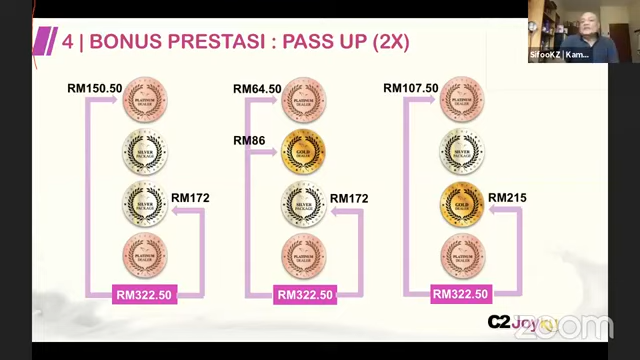 4 | BONUS PRESTASI : PASS UP (2X)
SifooKZ | Kam...
RM150.50
PLATINUM
DEALER
SILVER
PACKAGE
RM172
SILVER
PACKAGE
PLATINUM
DEALER
RM322.50
RM64.50
PLATINUM
DEALER
RM86
GOLD
DEALER
RM172
SILVER
PACKAGE
PLATINUM
DEALER
RM322.50
RM107.50
PLATINUM
DEALER
SILVER
PACKAGE
RM215
GOLD
DEALER
PLATINUM
DEALER
RM322.50
C2Joy
zoom